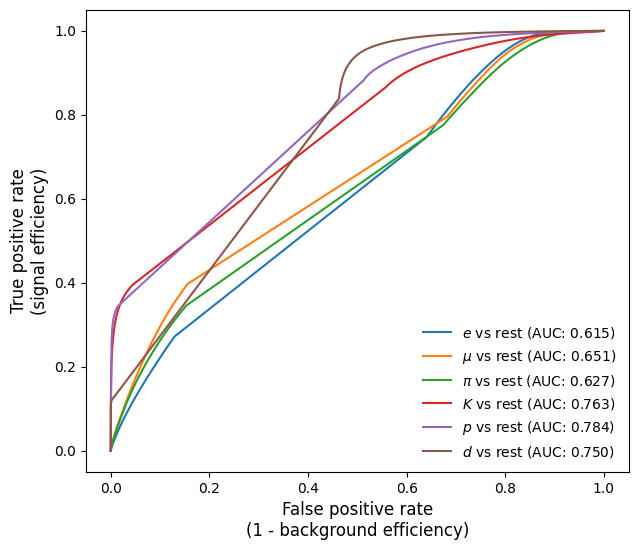 True positive rate
(signal efficiency)
1.0
0.8
0.6
0.4
0.2
0.0
e vs rest (AUC: 0.615)
μ vs rest (AUC: 0.651)
π vs rest (AUC: 0.627)
K vs rest (AUC: 0.763)
p vs rest (AUC: 0.784)
d vs rest (AUC: 0.750)
0.0 0.2 0.4 0.6 0.8 1.0
False positive rate
(1 - background efficiency)